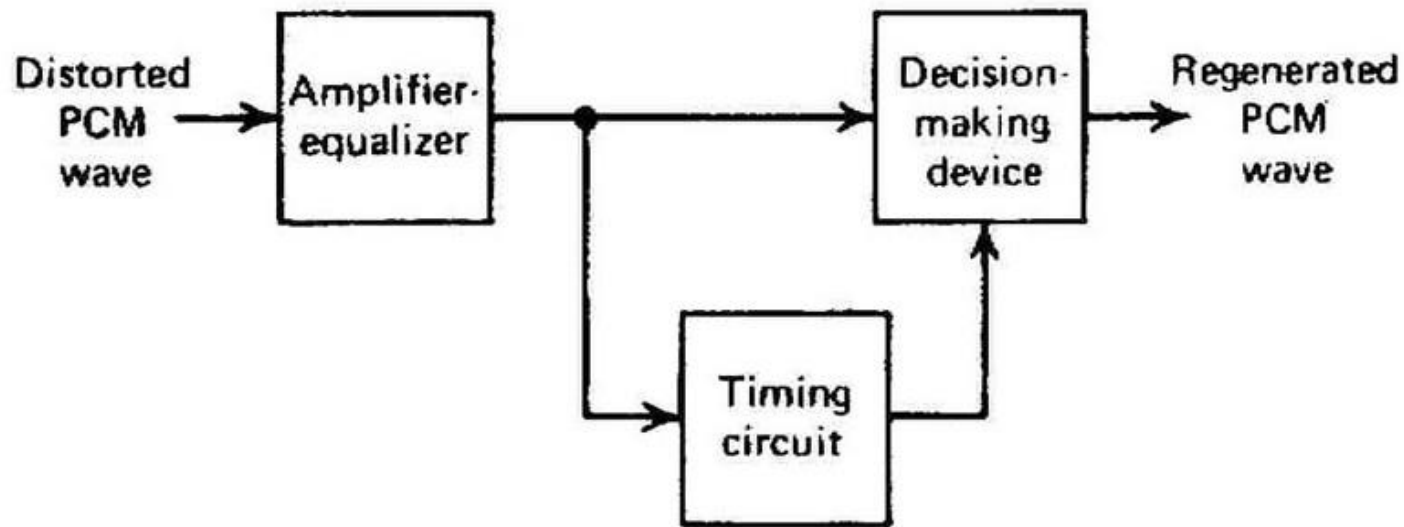 Distorted
PCM
wave
Amplifier-
equalizer
Decision-
making
device
Regenerated
PCM
wave
Timing
circuit